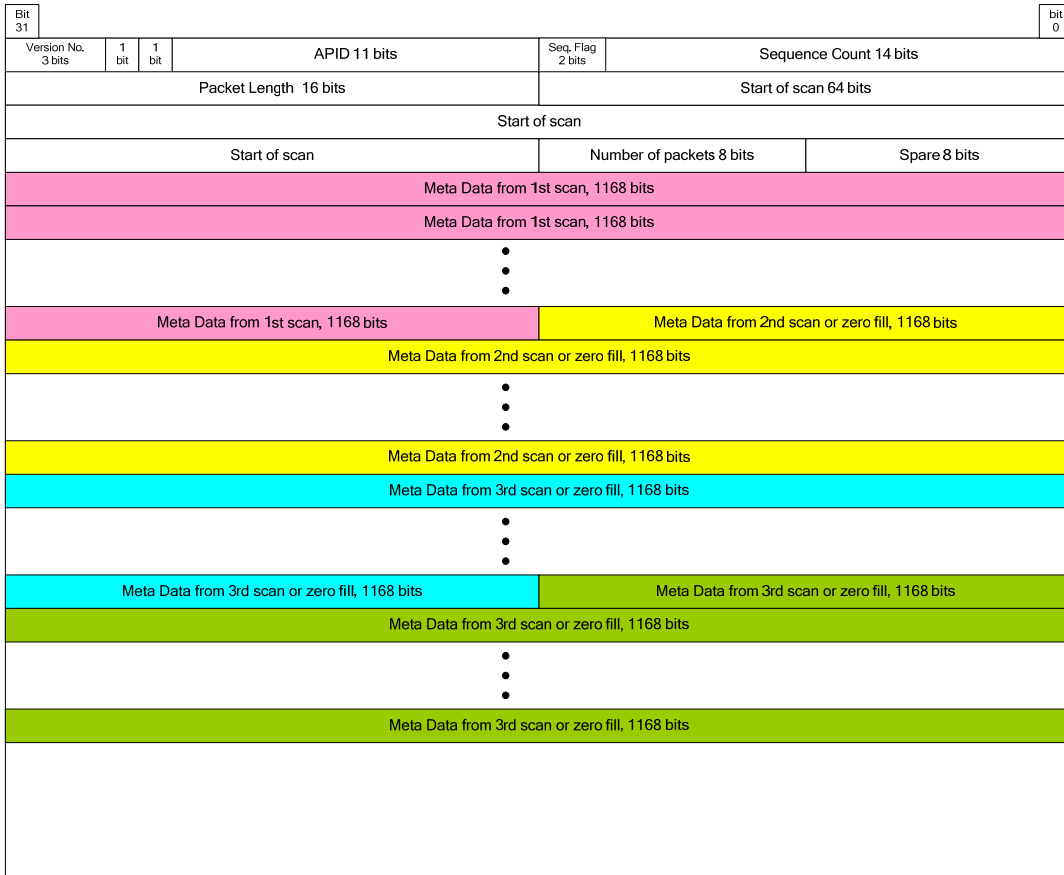 Bit
31
bit
0
Version No.
3 bits
1
bit
1
bit
APID 11 bits
Seq. Flag
2 bits
Sequence Count 14 bits
Packet Length 16 bits
Start of scan 64 bits
Start of scan
Start of scan
Number of packets 8 bits
Spare 8 bits
Meta Data from 1st scan, 1168 bits
Meta Data from 1st scan, 1168 bits
Meta Data from 1st scan, 1168 bits
Meta Data from 2nd scan or zero fill, 1168 bits
Meta Data from 2nd scan or zero fill, 1168 bits
Meta Data from 2nd scan or zero fill, 1168 bits
Meta Data from 3rd scan or zero fill, 1168 bits
Meta Data from 3rd scan or zero fill, 1168 bits
Meta Data from 3rd scan or zero fill, 1168 bits
Meta Data from 3rd scan or zero fill, 1168 bits
Meta Data from 3rd scan or zero fill, 1168 bits